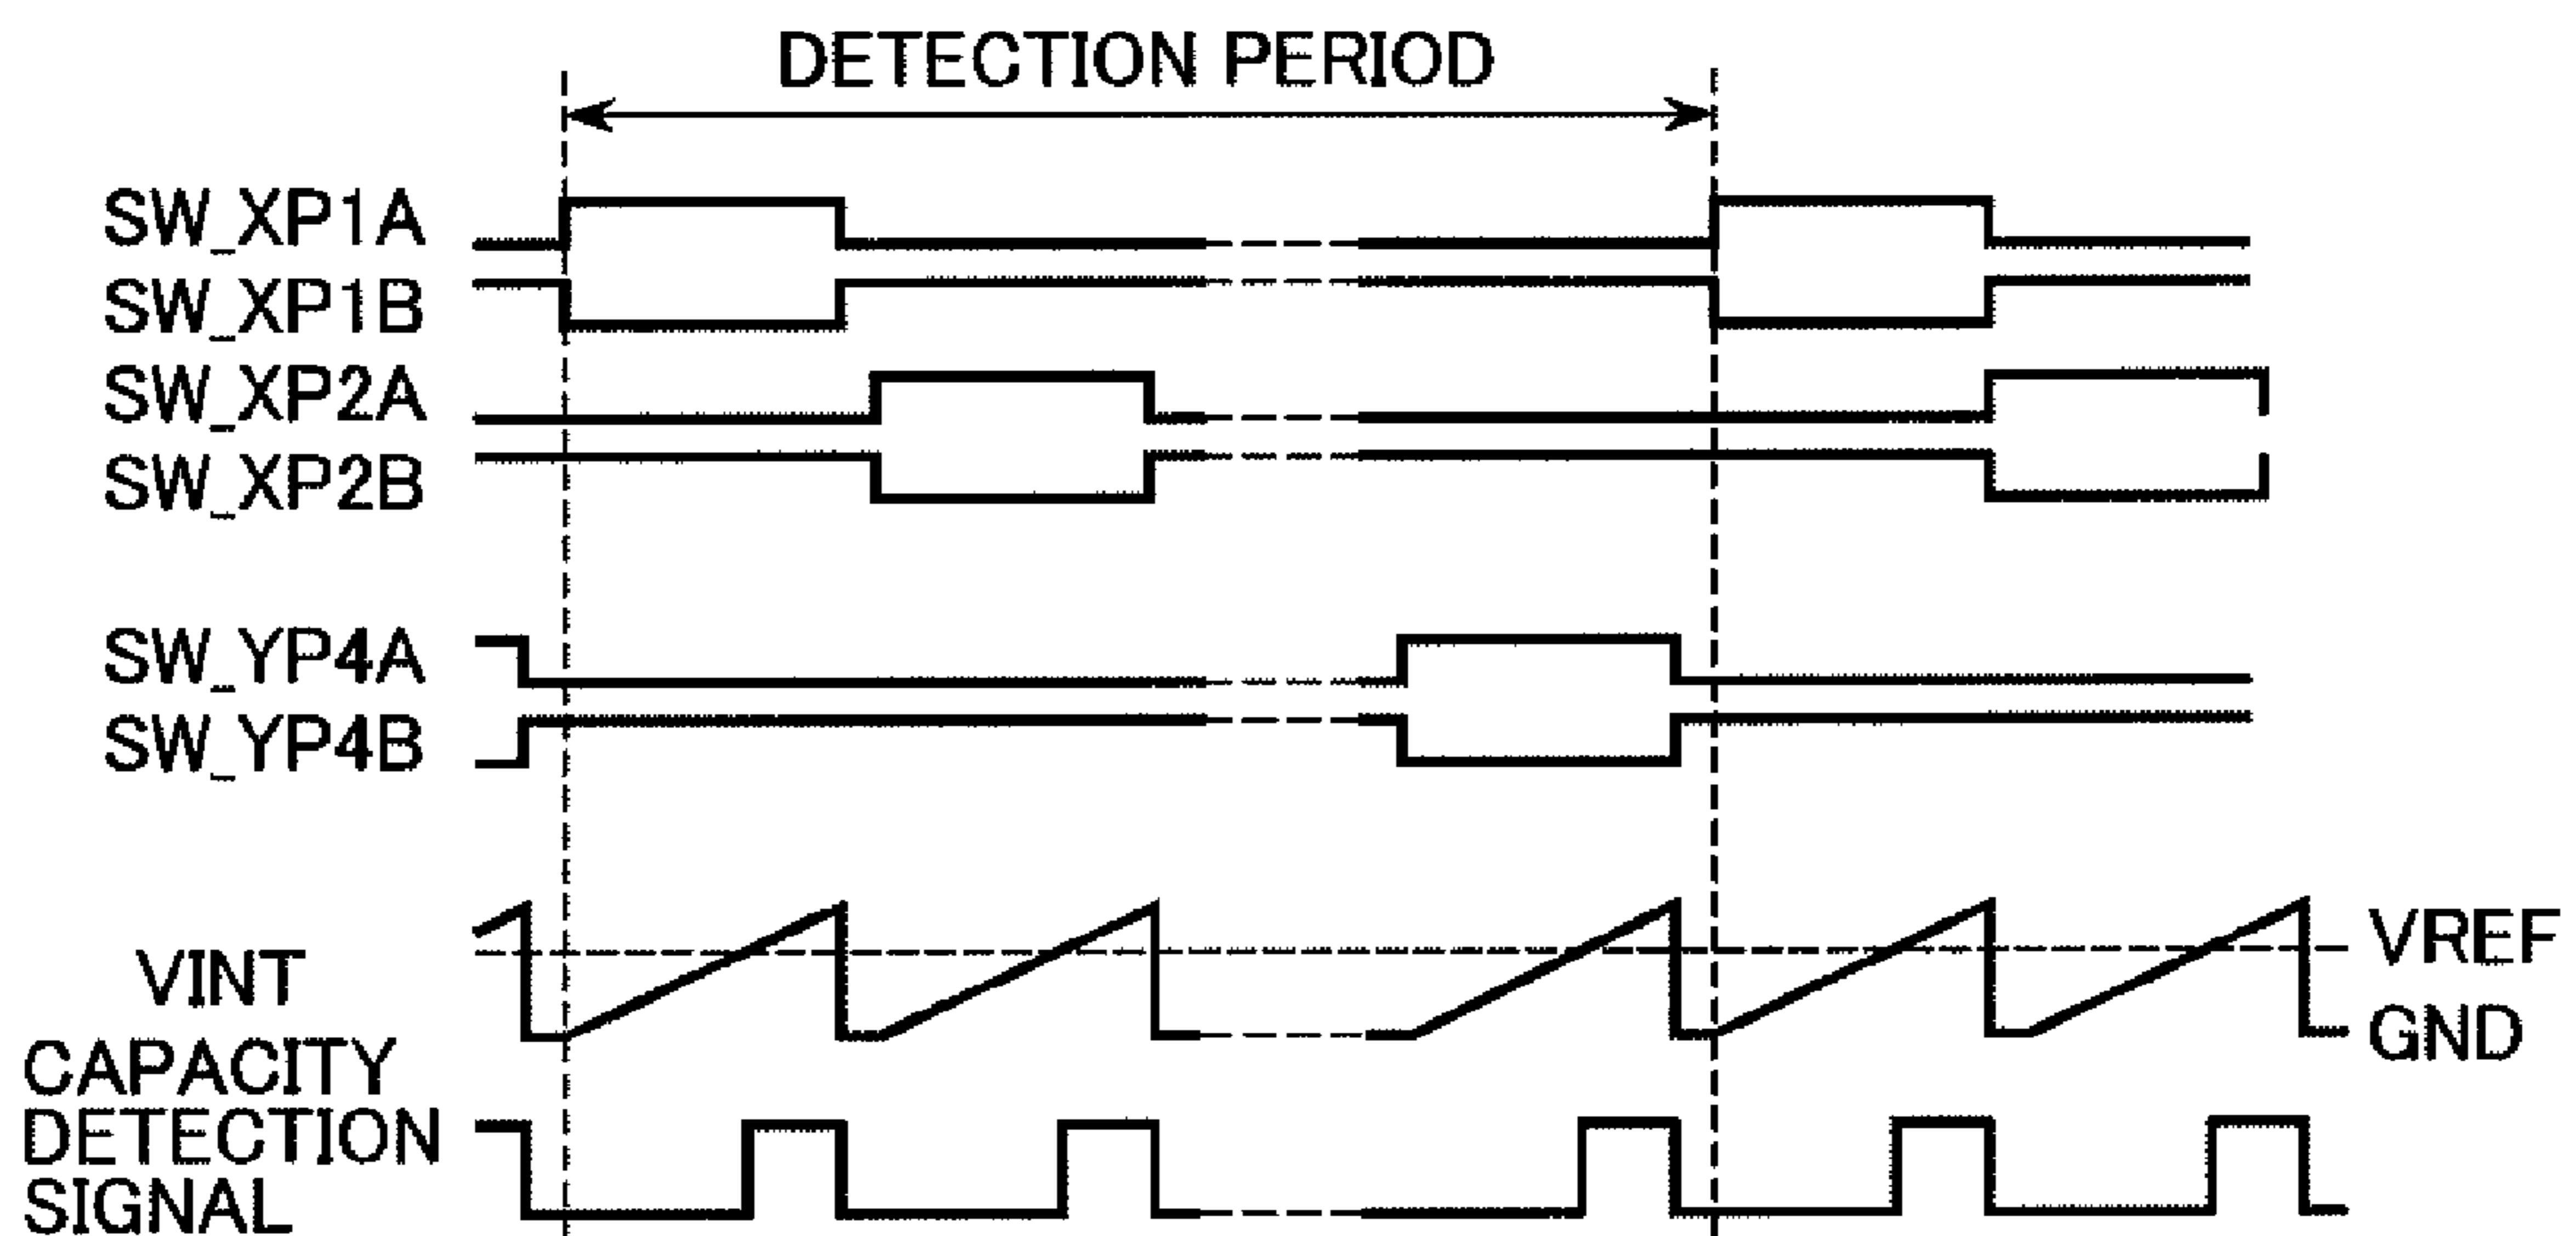 DETECTION PERIOD
SW_XP1A
SW_XP1B
SW_XP2A
SW_XP2B
SW_YP4A
SW_YP4B
VINT
VREF
GND
CAPACITY
DETECTION
SIGNAL